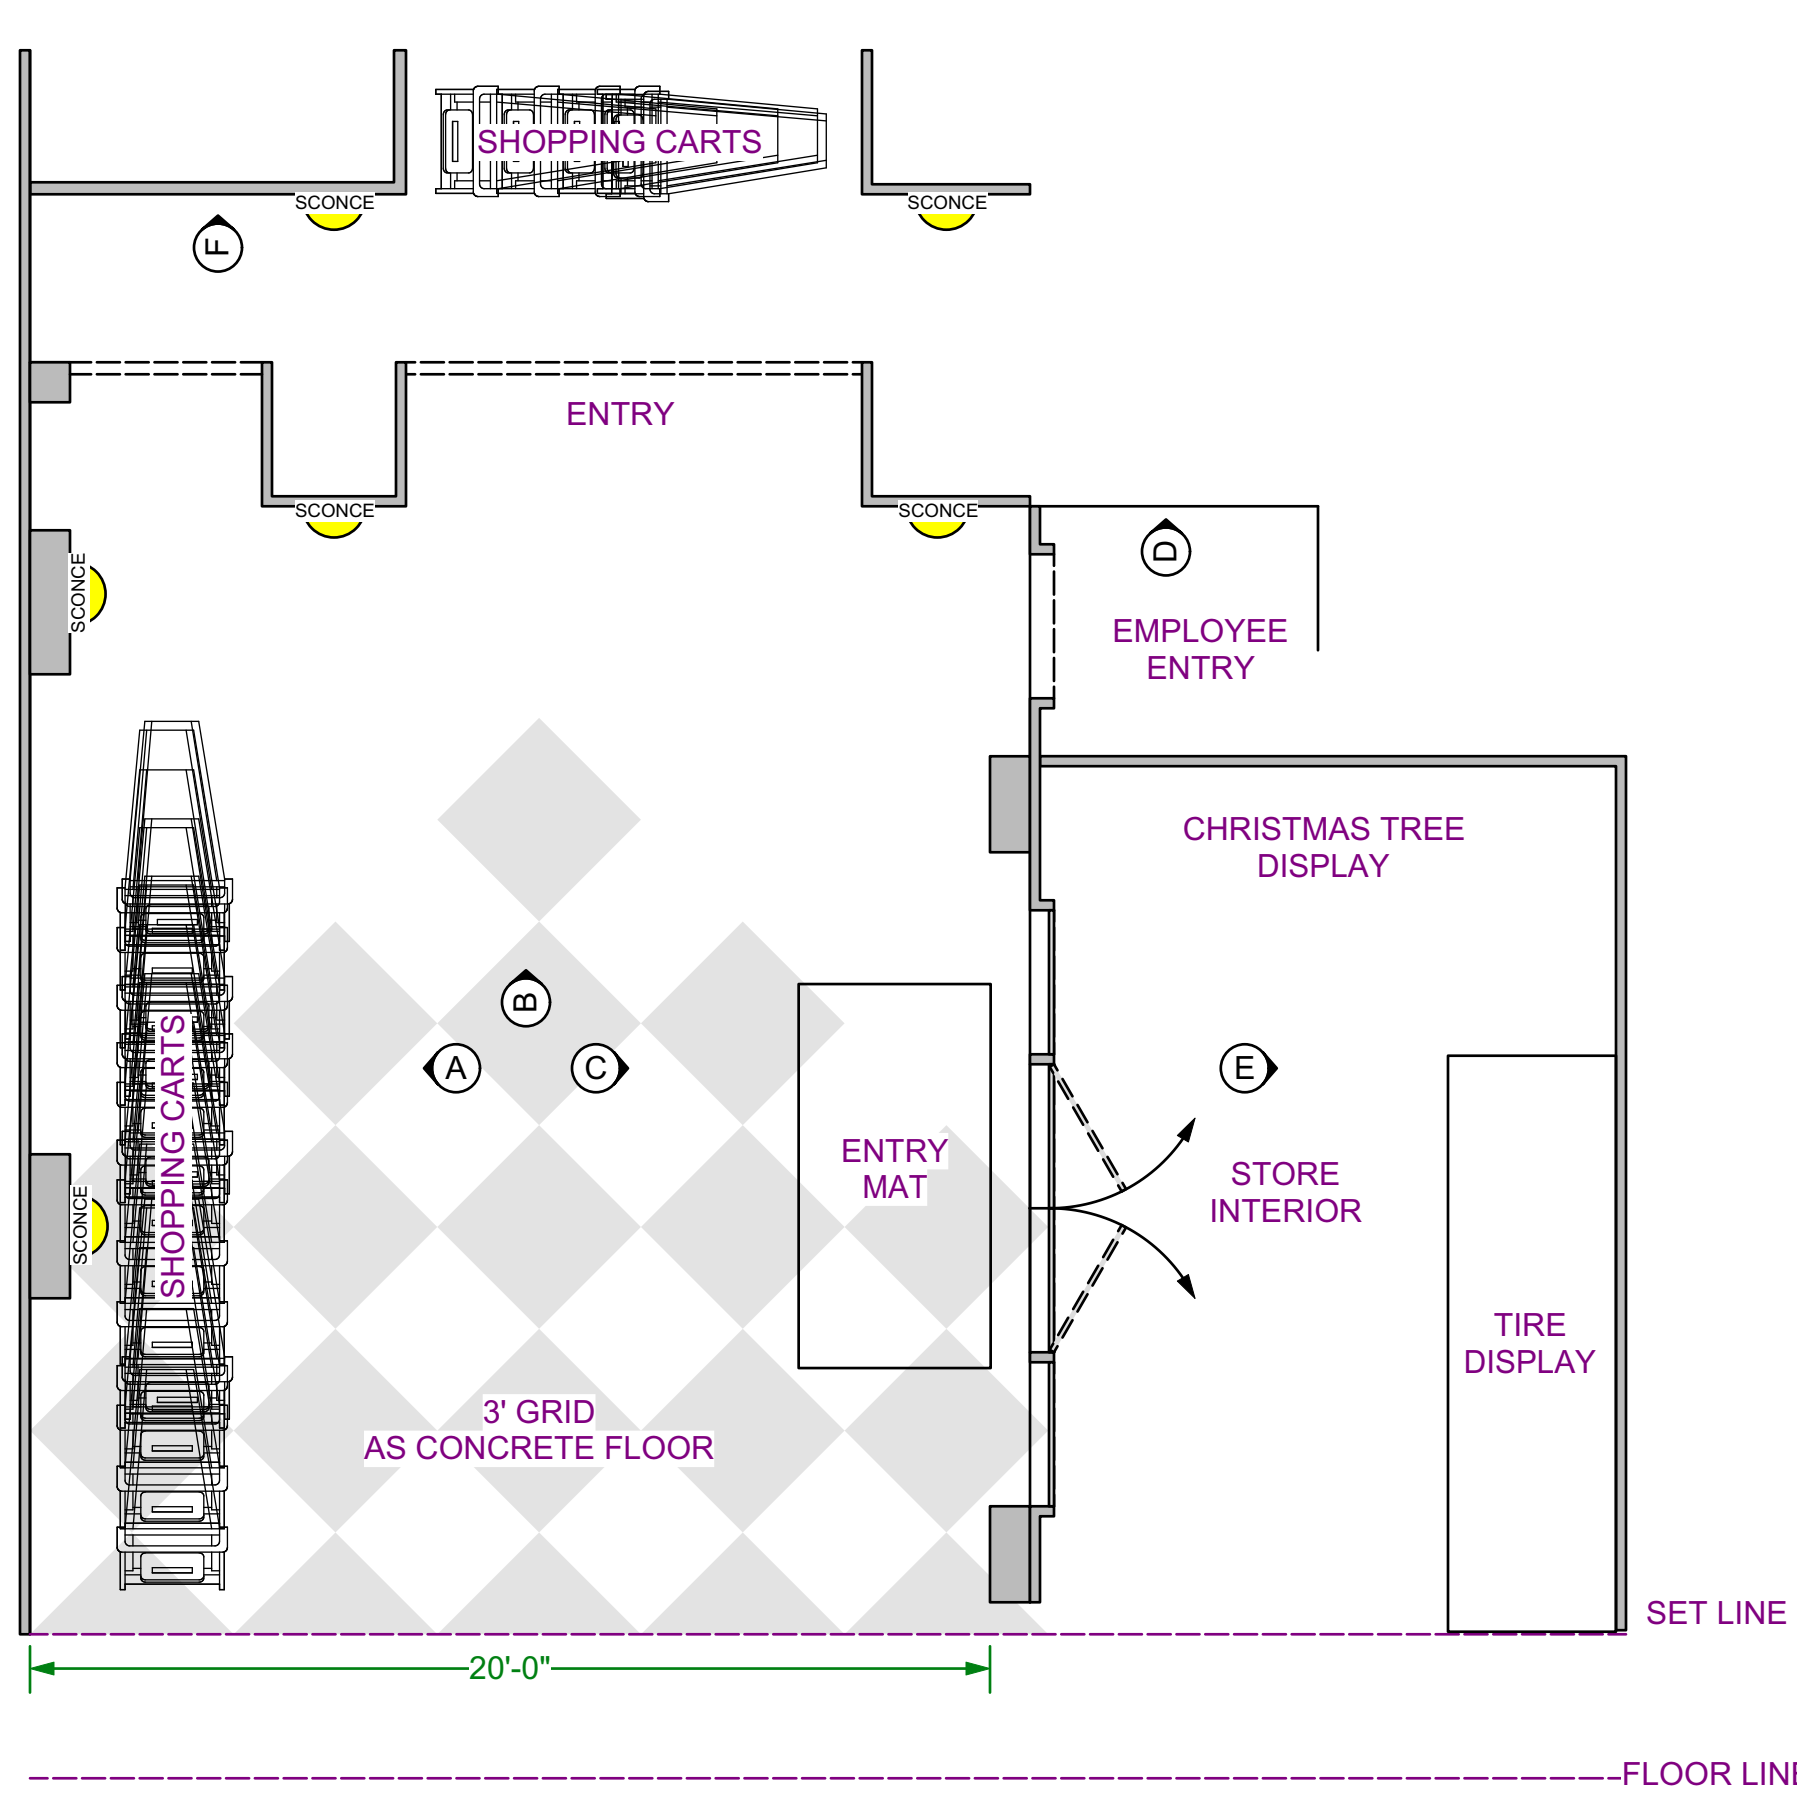 SHOPPING CARTS
SCONCE
SCONCE
F
ENTRY
SCONCE
SCONCE
D
SCONCE
EMPLOYEE
ENTRY
CHRISTMAS TREE
DISPLAY
B
A
C
E
SHOPPING CARTS
ENTRY
MAT
STORE
INTERIOR
SCONCE
TIRE
DISPLAY
3' GRID
AS CONCRETE FLOOR
SET LINE
20'-0"
FLOOR LINE